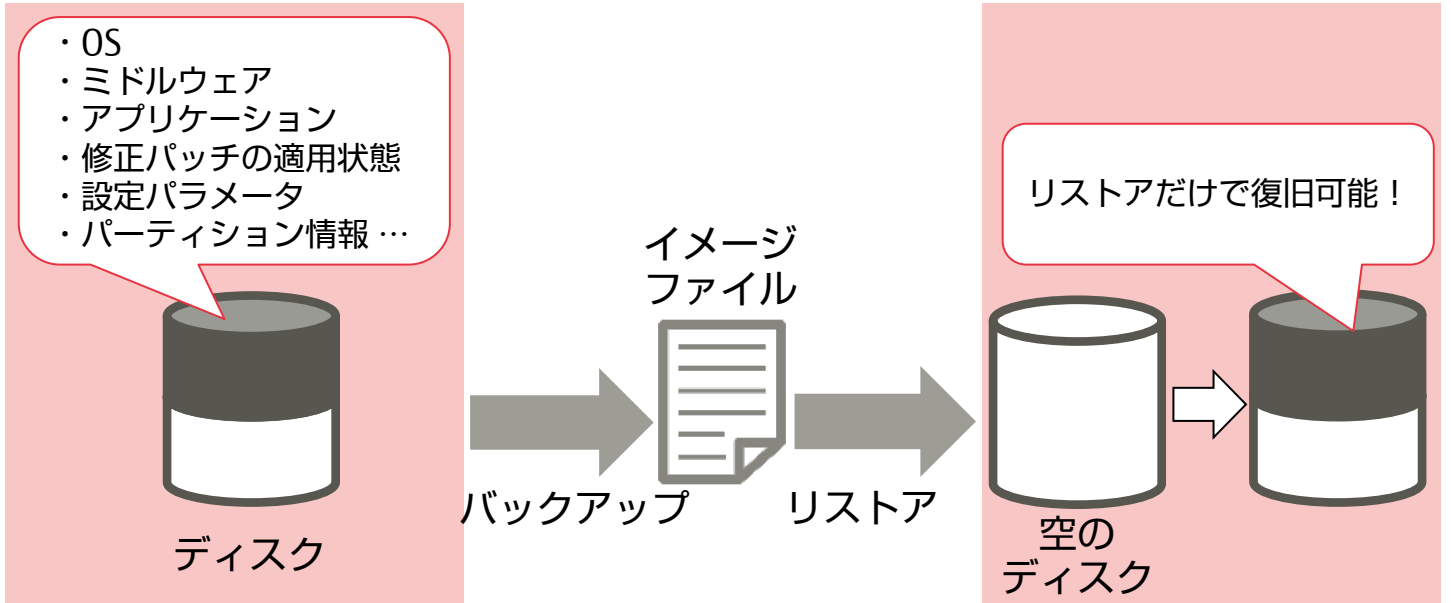 ・OS
・ミドルウェア
・アプリケーション
・修正パッチの適用状態
・設定パラメータ
・パーティション情報 …
ディスク
バックアップ
イメージ
ファイル
リストア
リストアだけで復旧可能！
空の
ディスク